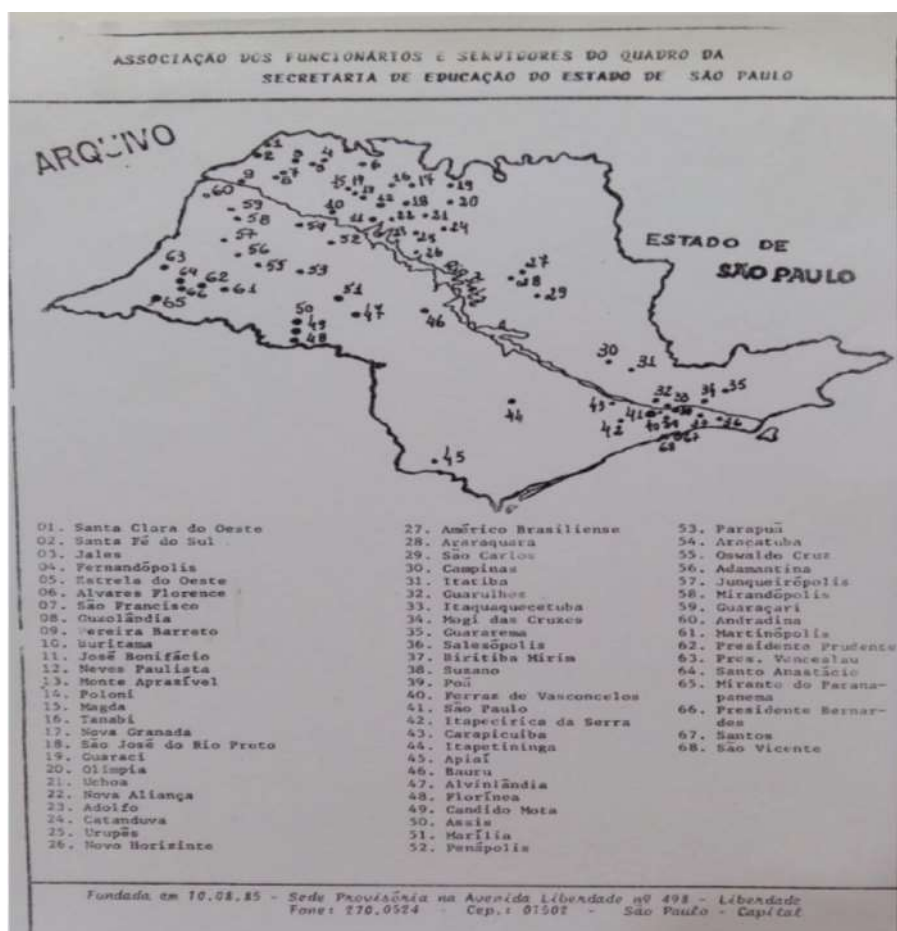 ASSOCIAÇÃO DOS FUNCIONÁRIOS E SERVIDORES DO QUADRO DA
SECRETARIA DE EDUCAÇÃO DO ESTADO DE SÃO PAULO
ARQUIVO
ESTADO DE
SÃO PAULO
01. Santa Clara do Oeste
02. Santa Fé do Sul
03. Jales
04. Fernandópolis
05. Estrela do Oeste
06. Alvares Florence
07. São Francisco
08. Guzolândia
09. Pereira Barreto
10. Buritama
11. José Bonifácio
12. Neves Paulista
13. Monte Aprasível
14. Poloni
15. Magda
16. Tanabi
17. Nova Granada
18. São José do Rio Preto
19. Guaraci
20. Olimpia
21. Uchoa
22. Nova Aliança
23. Adolfo
24. Catanduva
25. Urupês
26. Novo Horizinte
27. Américo Brasiliense
28. Araraquara
29. São Carlos
30. Campinas
31. Itatiba
32. Guarulhos
33. Itaquaquecetuba
34. Mogi das Cruzes
35. Guararema
36. Salesópolis
37. Biritiba Mirim
38. Suzano
39. Poá
40. Ferraz de Vasconcelos
41. São Paulo
42. Itapecirica da Serra
43. Carapicuiba
44. Itapetininga
45. Apiaí
46. Bauru
47. Alvinlândia
48. Florínea
49. Candido Mota
50. Assis
51. Marília
52. Penápolis
53. Parapuã
54. Araçatuba
55. Oswaldo Cruz
56. Adamantina
57. Junqueirópolis
58. Mirandópolis
59. Guaraçari
60. Andradina
61. Martinópolis
62. Presidente Prudente
63. Pres. Venceslau
64. Santo Anastácio
65. Mirante do Parana-
panema
66. Presidente Bernar-
des
67. Santos
68. São Vicente
Fundada em 10.08.85 - Sede Provisória na Avenida Liberdade nº 498 - Liberdade
Fone: 270.0524 - Cep.: 01502 - São Paulo - Capital